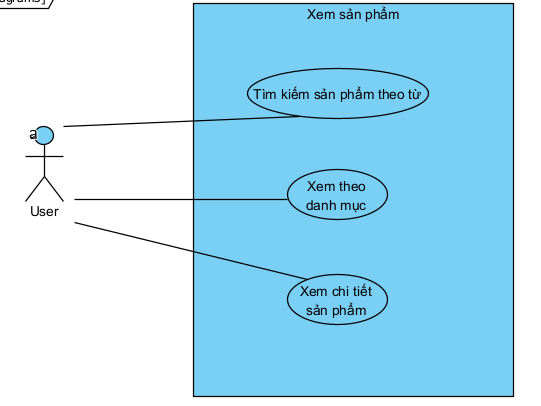 Xem sản phẩm
Tìm kiếm sản phẩm theo từ
a
Xem theo
danh mục
User
Xem chi tiết
sản phẩm